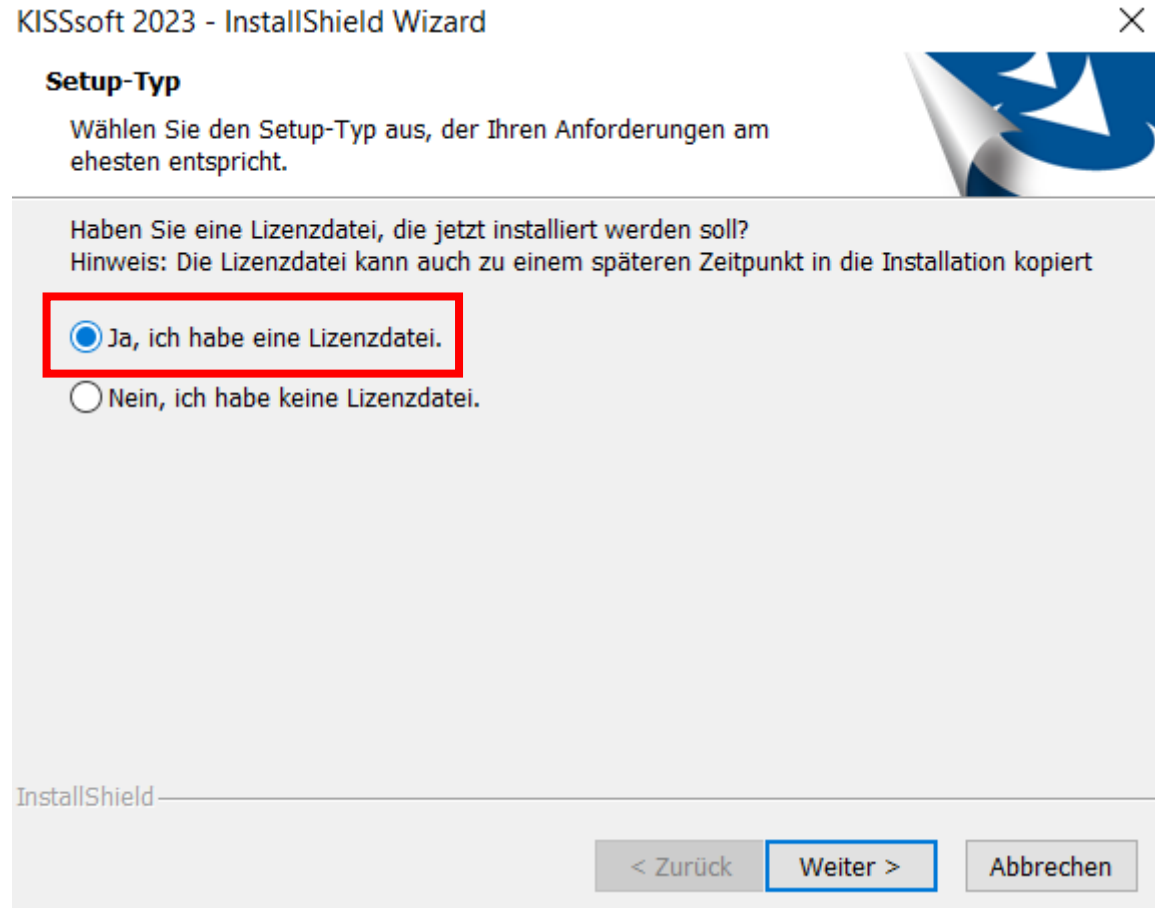 KISSsoft 2023 - InstallShield Wizard
Setup-Typ
Wählen Sie den Setup-Typ aus, der Ihren Anforderungen am
ehesten entspricht.
Haben Sie eine Lizenzdatei, die jetzt installiert werden soll?
Hinweis: Die Lizenzdatei kann auch zu einem späteren Zeitpunkt in die Installation kopiert
Ja, ich habe eine Lizenzdatei.
Nein, ich habe keine Lizenzdatei.
InstallShield
< Zurück Weiter > Abbrechen